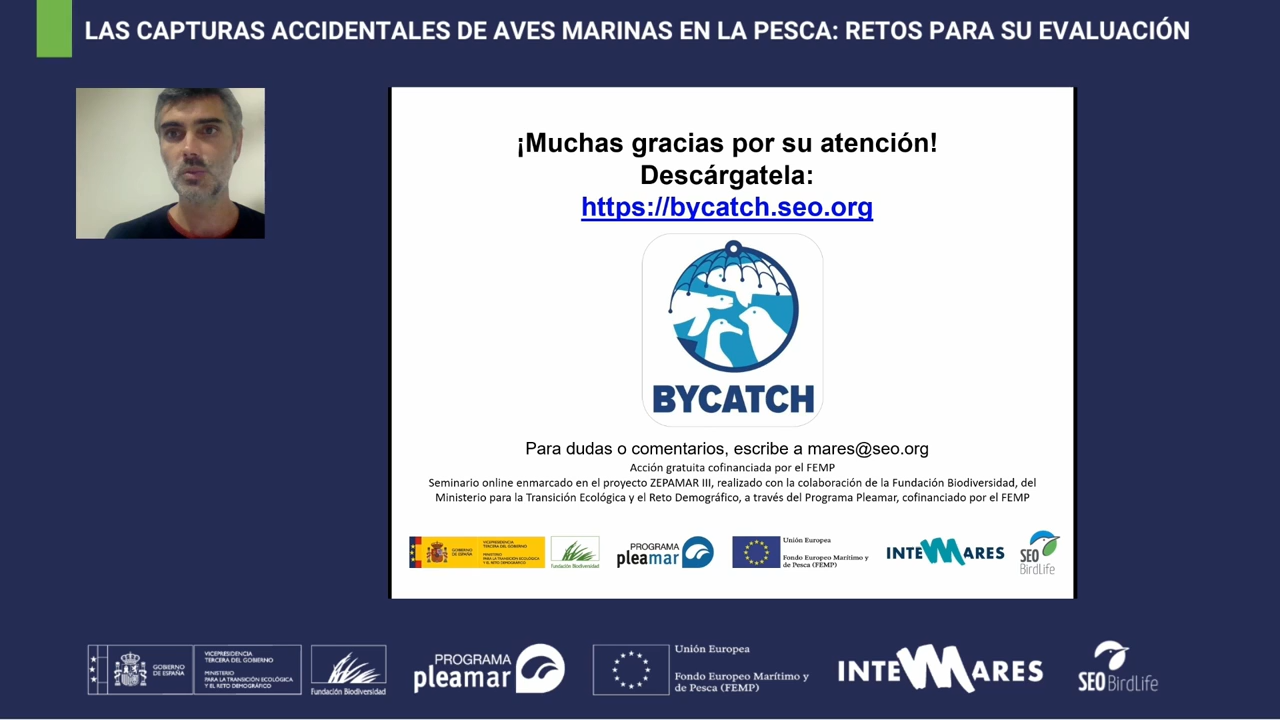 LAS CAPTURAS ACCIDENTALES DE AVES MARINAS EN LA PESCA: RETOS PARA SU EVALUACIÓN
¡Muchas gracias por su atención!
Descárgatela:
https://bycatch.seo.org
BYCATCH
Para dudas o comentarios, escribe a mares@seo.org
Acción gratuita cofinanciada por el FEMP
Seminario online enmarcado en el proyecto ZEPAMAR III, realizado con la colaboración de la Fundación Biodiversidad, del
Ministerio para la Transición Ecológica y el Reto Demográfico, a través del Programa Pleamar, cofinanciado por el FEMP
GOBIERNO
DE ESPAÑA
VICEPRESIDENCIA
TERCERA DEL GOBIERNO
MINISTERIO
PARA LA TRANSICIÓN ECOLÓGICA
Y EL RETO DEMOGRÁFICO
Fundación Biodiversidad
PROGRAMA
pleamar
Unión Europea
Fondo Europeo Marítimo y
de Pesca (FEMP)
INTEMARES
SEO
BirdLife
GOBIERNO
DE ESPAÑA
VICEPRESIDENCIA
TERCERA DEL GOBIERNO
MINISTERIO
PARA LA TRANSICIÓN ECOLÓGICA
Y EL RETO DEMOGRÁFICO
Fundación Biodiversidad
PROGRAMA
pleamar
Unión Europea
Fondo Europeo Marítimo y
de Pesca (FEMP)
INTEMARES
SEO BirdLife